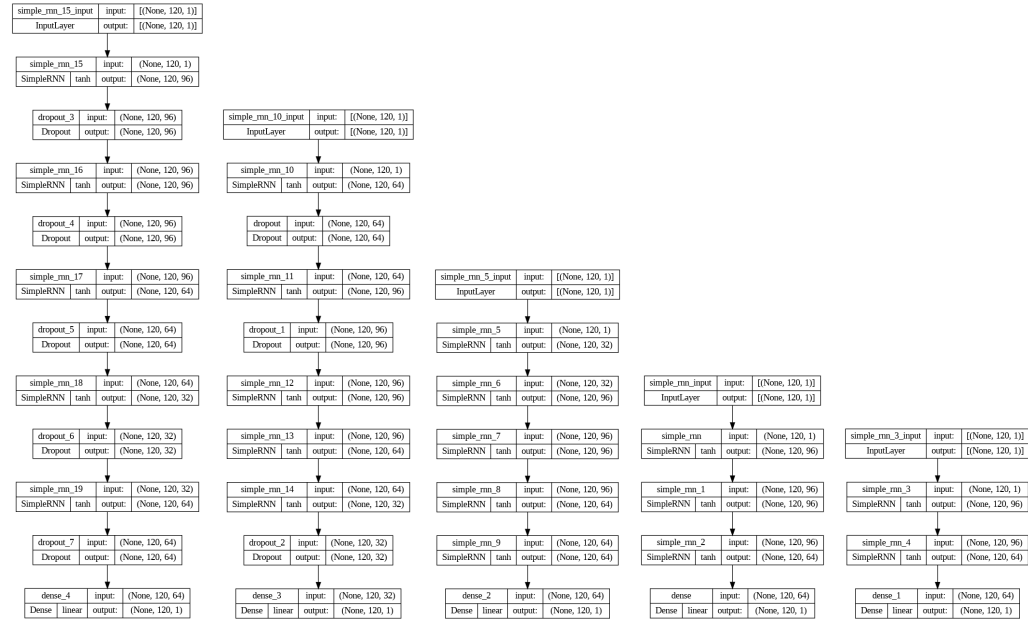 simple_rnn_15_input input: [(None, 120, 1)]
InputLayer output: [(None, 120, 1)]
simple_rnn_15 input: (None, 120, 1)
SimpleRNN tanh output: (None, 120, 96)
dropout_3 input: (None, 120, 96)
Dropout output: (None, 120, 96)
simple_rnn_16 input: (None, 120, 96)
SimpleRNN tanh output: (None, 120, 96)
dropout_4 input: (None, 120, 96)
Dropout output: (None, 120, 96)
simple_rnn_17 input: (None, 120, 96)
SimpleRNN tanh output: (None, 120, 64)
dropout_5 input: (None, 120, 64)
Dropout output: (None, 120, 64)
simple_rnn_18 input: (None, 120, 64)
SimpleRNN tanh output: (None, 120, 32)
dropout_6 input: (None, 120, 32)
Dropout output: (None, 120, 32)
simple_rnn_19 input: (None, 120, 32)
SimpleRNN tanh output: (None, 120, 64)
dropout_7 input: (None, 120, 64)
Dropout output: (None, 120, 64)
dense_4 input: (None, 120, 64)
Dense linear output: (None, 120, 1)
simple_rnn_10_input input: [(None, 120, 1)]
InputLayer output: [(None, 120, 1)]
simple_rnn_10 input: (None, 120, 1)
SimpleRNN tanh output: (None, 120, 64)
dropout input: (None, 120, 64)
Dropout output: (None, 120, 64)
simple_rnn_11 input: (None, 120, 64)
SimpleRNN tanh output: (None, 120, 96)
dropout_1 input: (None, 120, 96)
Dropout output: (None, 120, 96)
simple_rnn_12 input: (None, 120, 96)
SimpleRNN tanh output: (None, 120, 96)
simple_rnn_13 input: (None, 120, 96)
SimpleRNN tanh output: (None, 120, 64)
simple_rnn_14 input: (None, 120, 64)
SimpleRNN tanh output: (None, 120, 32)
dropout_2 input: (None, 120, 32)
Dropout output: (None, 120, 32)
dense_3 input: (None, 120, 32)
Dense linear output: (None, 120, 1)
simple_rnn_5_input input: [(None, 120, 1)]
InputLayer output: [(None, 120, 1)]
simple_rnn_5 input: (None, 120, 1)
SimpleRNN tanh output: (None, 120, 32)
simple_rnn_6 input: (None, 120, 32)
SimpleRNN tanh output: (None, 120, 96)
simple_rnn_7 input: (None, 120, 96)
SimpleRNN tanh output: (None, 120, 96)
simple_rnn_8 input: (None, 120, 96)
SimpleRNN tanh output: (None, 120, 64)
simple_rnn_9 input: (None, 120, 64)
SimpleRNN tanh output: (None, 120, 64)
dense_2 input: (None, 120, 64)
Dense linear output: (None, 120, 1)
simple_rnn_input input: [(None, 120, 1)]
InputLayer output: [(None, 120, 1)]
simple_rnn input: (None, 120, 1)
SimpleRNN tanh output: (None, 120, 96)
simple_rnn_1 input: (None, 120, 96)
SimpleRNN tanh output: (None, 120, 96)
simple_rnn_2 input: (None, 120, 96)
SimpleRNN tanh output: (None, 120, 64)
dense input: (None, 120, 64)
Dense linear output: (None, 120, 1)
simple_rnn_3_input input: [(None, 120, 1)]
InputLayer output: [(None, 120, 1)]
simple_rnn_3 input: (None, 120, 1)
SimpleRNN tanh output: (None, 120, 96)
simple_rnn_4 input: (None, 120, 96)
SimpleRNN tanh output: (None, 120, 64)
dense_1 input: (None, 120, 64)
Dense linear output: (None, 120, 1)